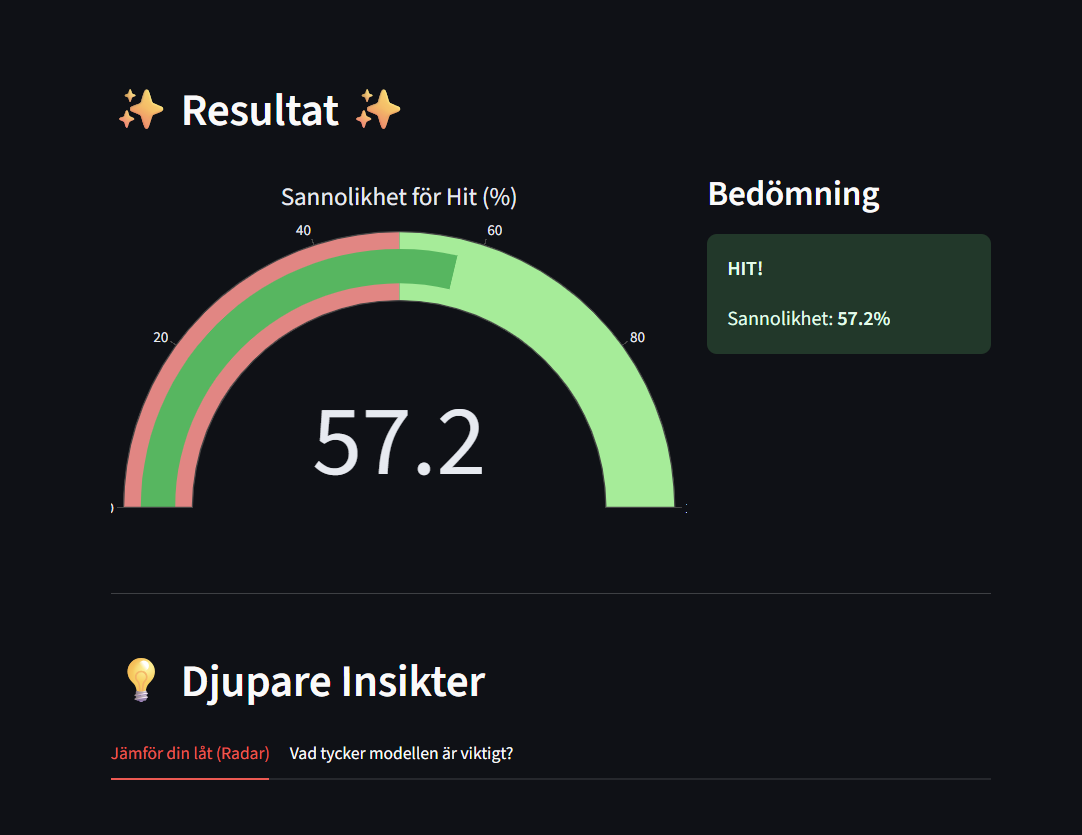 ✨ Resultat ✨
Sannolikhet för Hit (%)
0
20
40
60
80
57.2
Bedömning
HIT!
Sannolikhet: 57.2%
💡 Djupare Insikter
Jämför din låt (Radar)
Vad tycker modellen är viktigt?